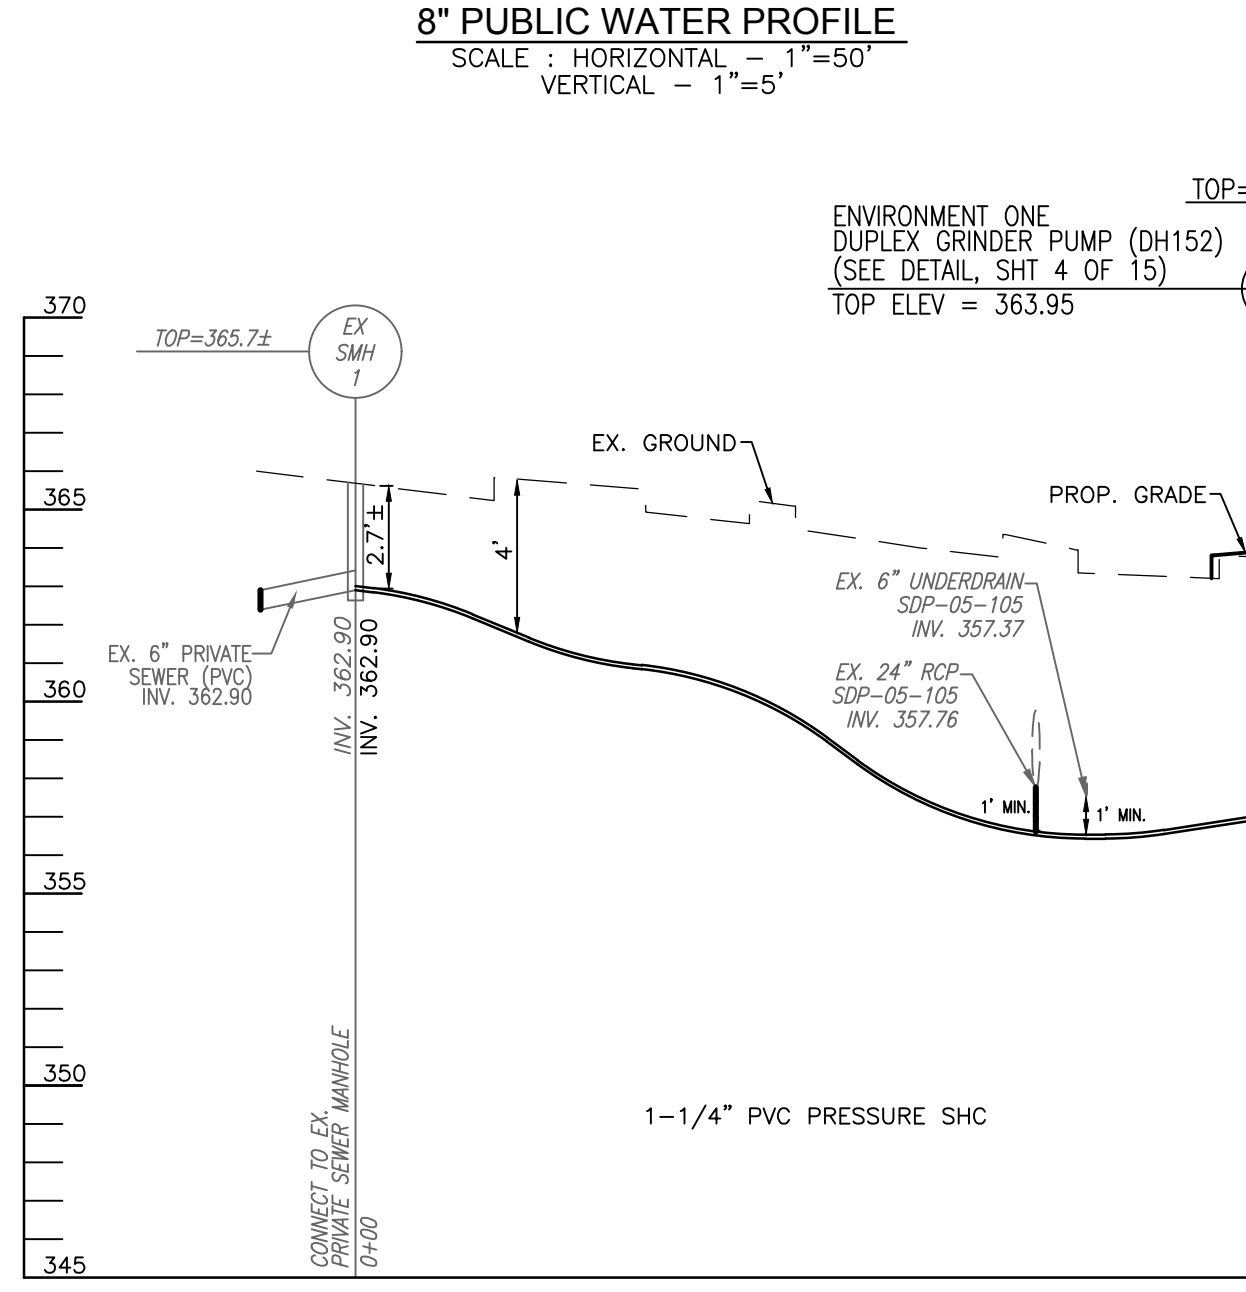 8" PUBLIC WATER PROFILE
SCALE : HORIZONTAL - 1"=50'
VERTICAL - 1"=5'
TOP=
ENVIRONMENT ONE
DUPLEX GRINDER PUMP (DH152)
(SEE DETAIL, SHT 4 OF 15)
TOP ELEV = 363.95
370
TOP=365.7±
EX
SMH
1
EX. GROUND
365
PROP. GRADE
2.7'±
4'
EX. 6" UNDERDRAIN
SDP-05-105
INV. 357.37
EX. 6" PRIVATE
SEWER (PVC)
INV. 362.90
INV. 362.90
INV. 362.90
360
EX. 24" RCP
SDP-05-105
INV. 357.76
1' MIN.
1' MIN.
355
350
CONNECT TO EX.
PRIVATE SEWER MANHOLE
0+00
1-1/4" PVC PRESSURE SHC
345